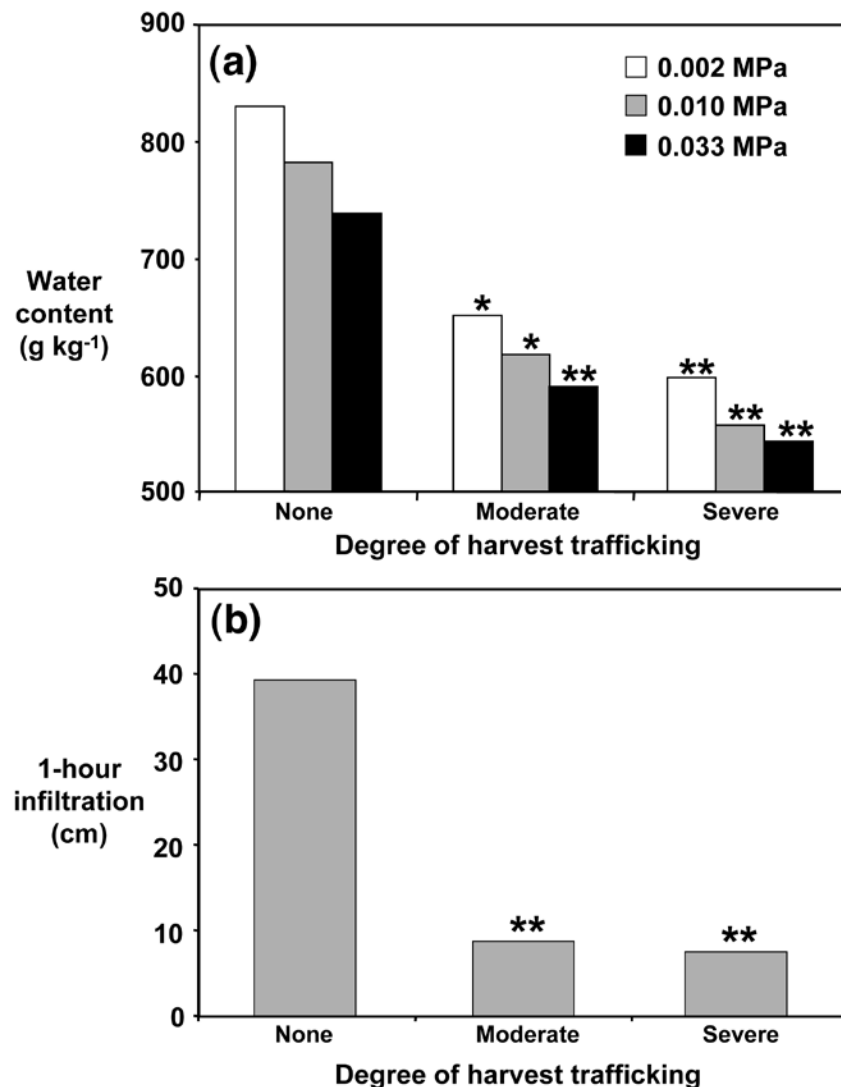 900
(a)
0.002 MPa
0.010 MPa
0.033 MPa
800
700
Water
content
(g kg⁻¹)
*
*
**
**
**
**
600
500
None Moderate Severe
Degree of harvest trafficking
50
(b)
40
1-hour
infiltration
(cm)
30
20
10
**
**
0
None Moderate Severe
Degree of harvest trafficking